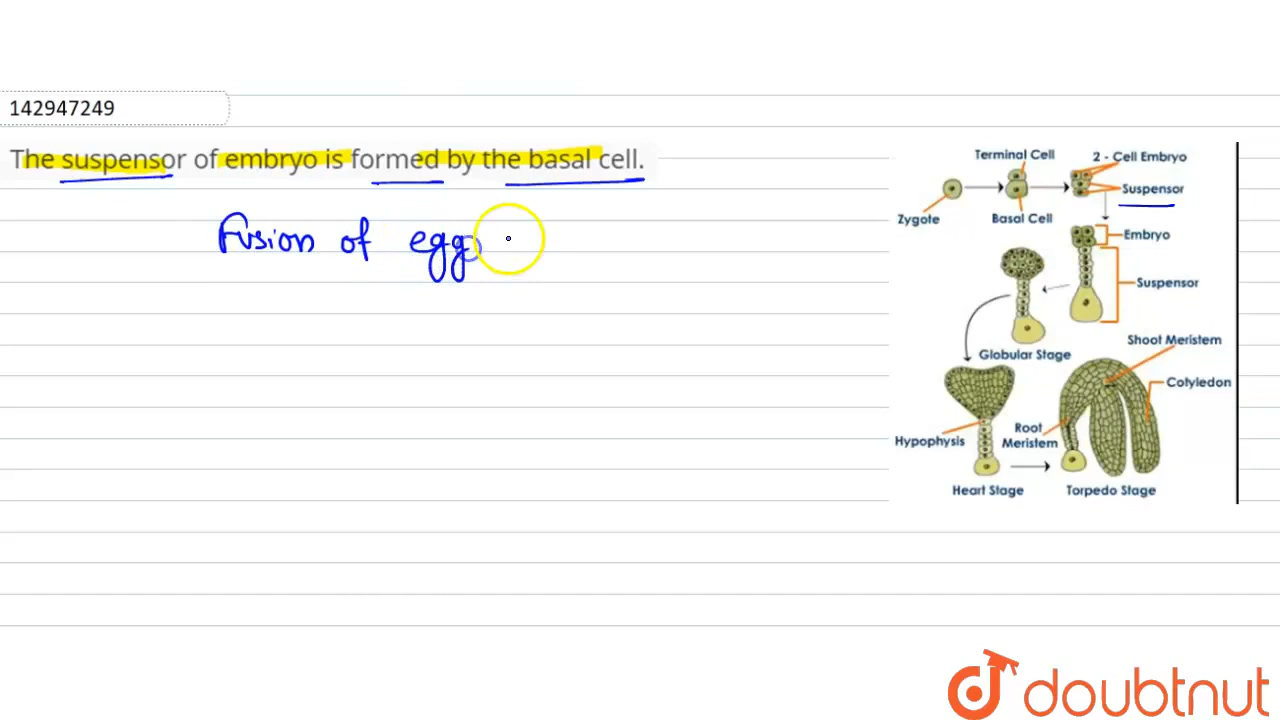 142947249
The suspensor of embryo is formed by the basal cell.
Fusion of egg
Terminal Cell
2 - Cell Embryo
Suspensor
Zygote
Basal Cell
Embryo
Suspensor
Globular Stage
Shoot Meristem
Cotyledon
Hypophysis
Root
Meristem
Heart Stage
Torpedo Stage
doubtnut